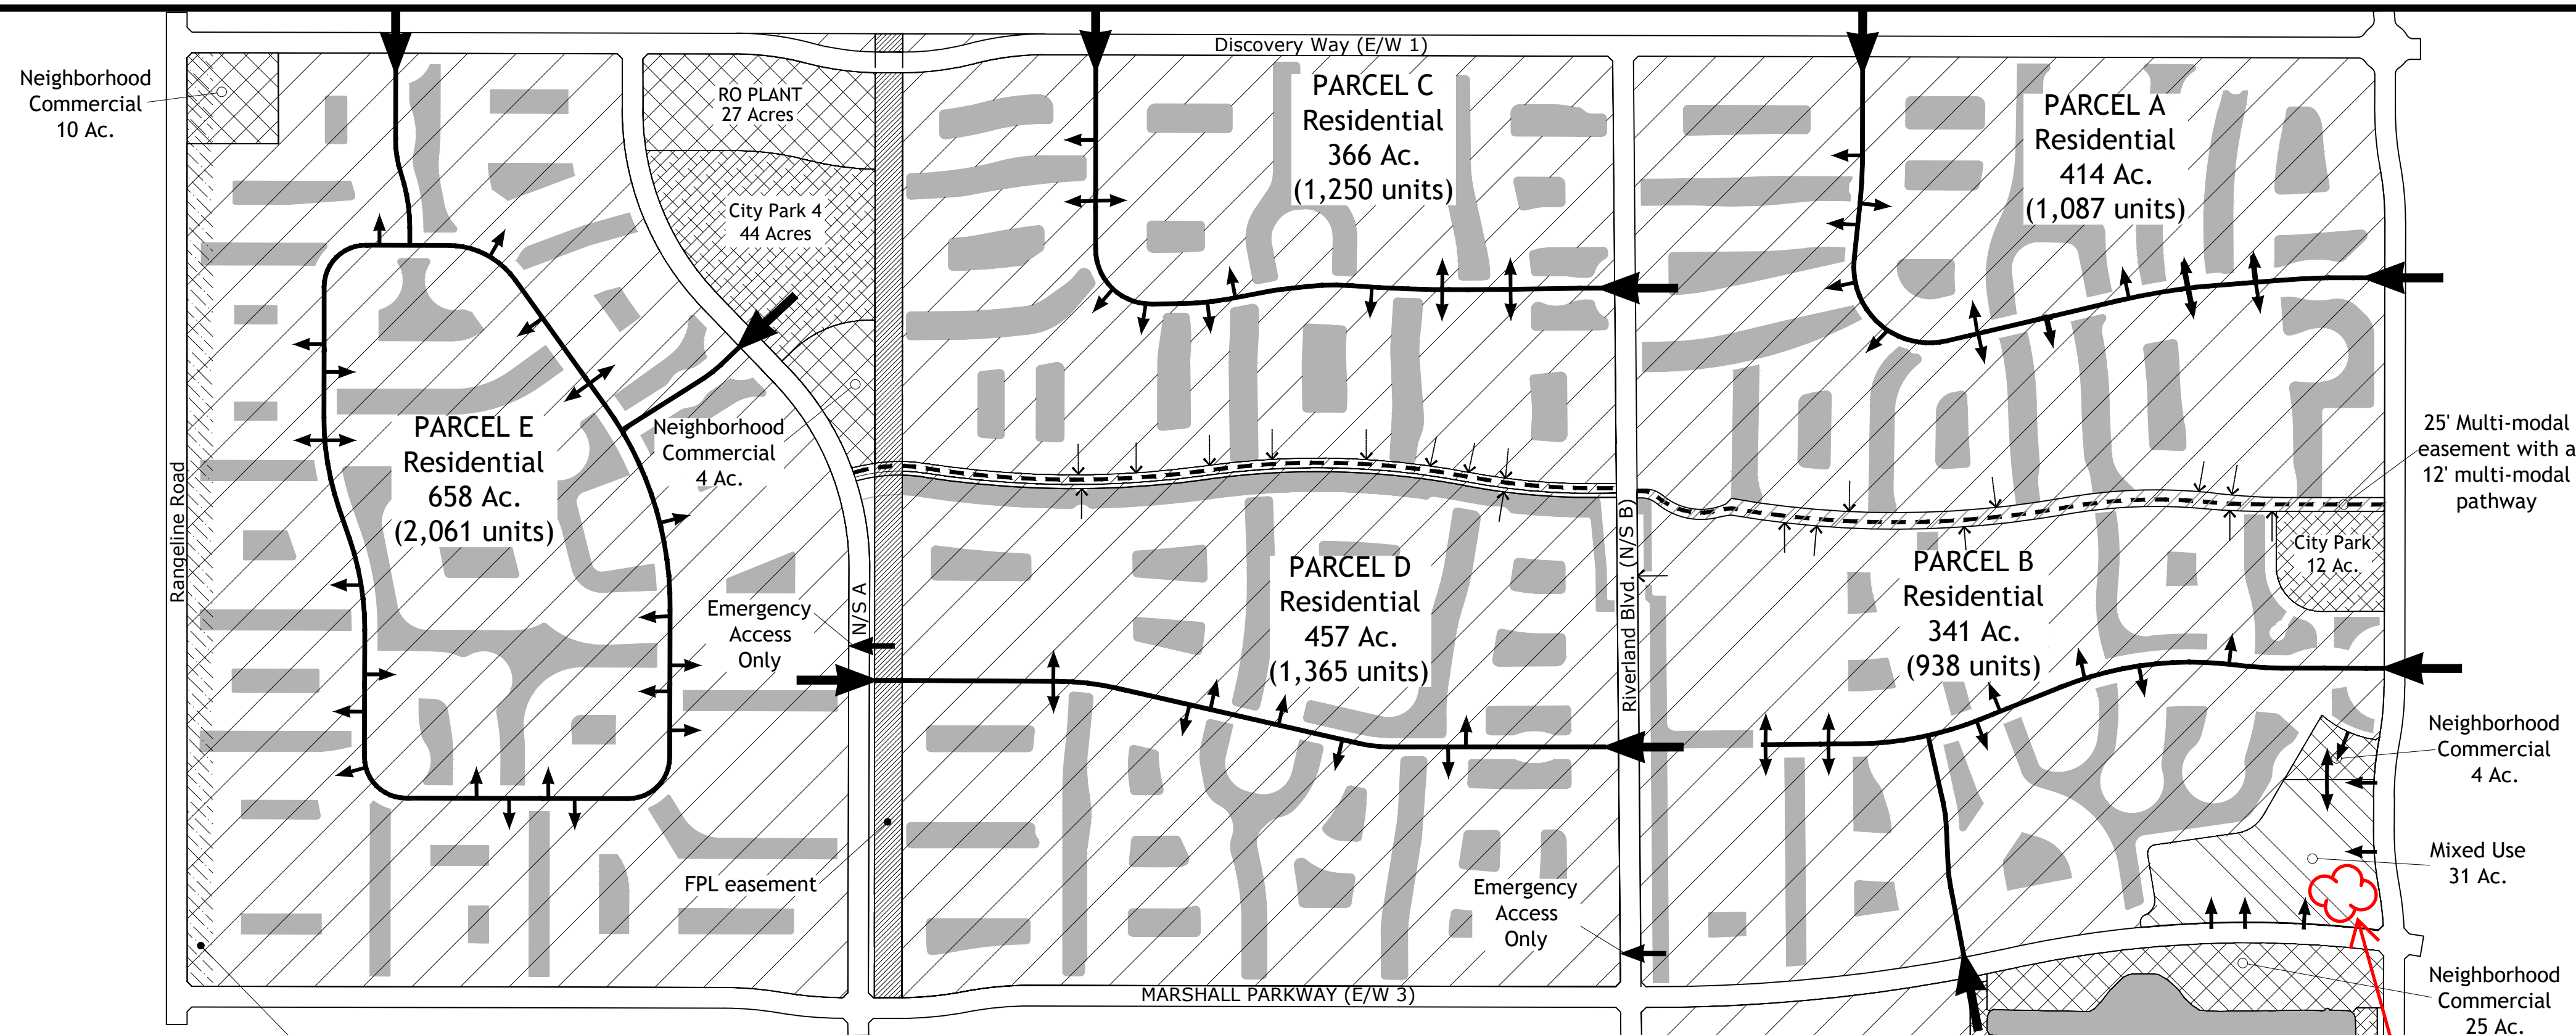 Discovery Way (E/W 1)
Neighborhood
Commercial
10 Ac.
RO PLANT
27 Acres
City Park 4
44 Acres
PARCEL C
Residential
366 Ac.
(1,250 units)
PARCEL A
Residential
414 Ac.
(1,087 units)
PARCEL E
Residential
658 Ac.
(2,061 units)
Neighborhood
Commercial
4 Ac.
25' Multi-modal
easement with a
12' multi-modal
pathway
Rangeline Road
N/S A
Riverland Blvd. (N/S B)
City Park
12 Ac.
PARCEL D
Residential
457 Ac.
(1,365 units)
PARCEL B
Residential
341 Ac.
(938 units)
Emergency
Access
Only
Neighborhood
Commercial
4 Ac.
Mixed Use
31 Ac.
FPL easement
Emergency
Access
Only
MARSHALL PARKWAY (E/W 3)
Neighborhood
Commercial
25 Ac.